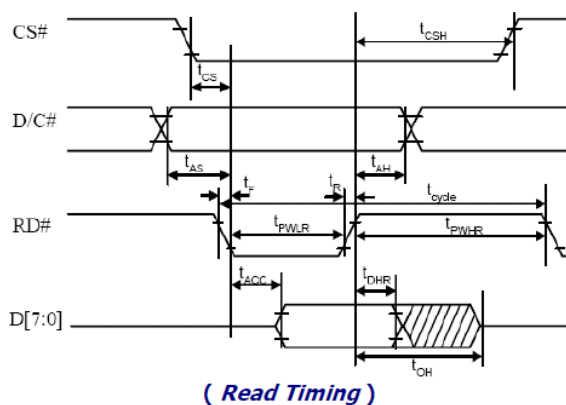 CS#
tCSH
tCS
D/C#
tAS
tAH
tF
tR
tcycle
RD#
tPWLR
tPWHR
tACC
tDHR
D[7:0]
tOH
( Read Timing )